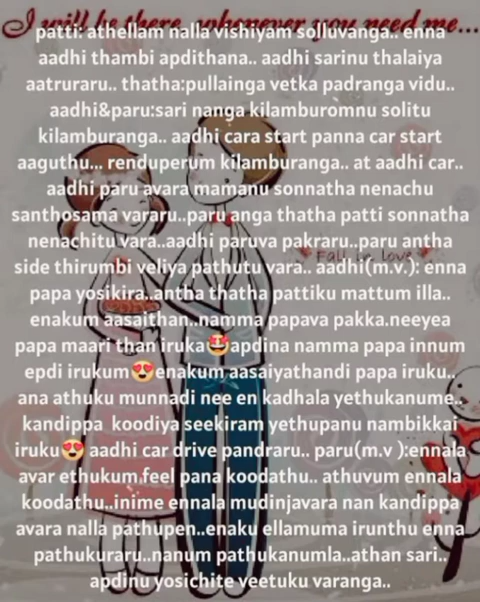 I will be there, whenever you need me...
patti: athellam nalla vishiyam solluvanga.. enna
aadhi thambi apdithana.. aadhi sarinu thalaiya
aatruraru.. thatha:pullainga vetka padranga vidu..
aadhi&paru:sari nanga kilamburomnu solitu
kilamburanga.. aadhi cara start panna car start
aaguthu... renduperum kilamburanga.. at aadhi car..
aadhi paru avara mamanu sonnatha nenachu
santhosama vararu..paru anga thatha patti sonnatha
nenachitu vara..aadhi paruva pakraru..paru antha
Fall in love
side thirumbi veliya pathutu vara.. aadhi(m.v.): enna
papa yosikira..antha thatha pattiku mattum illa..
enakum aasaithan..namma papava pakka.neeyea
papa maari than iruka🤩apdina namma papa innum
epdi irukum😍enakum aasaiyathandi papa iruku..
ana athuku munnadi nee en kadhala yethukanume..
kandippa  koodiya seekiram yethupanu nambikkai
iruku😍 aadhi car drive pandraru.. paru(m.v ):ennala
avar ethukum feel pana koodathu.. athuvum ennala
koodathu..inime ennala mudinjavara nan kandippa
avara nalla pathupen..enaku ellamuma irunthu enna
pathukuraru..nanum pathukanumla..athan sari..
apdinu yosichite veetuku varanga..